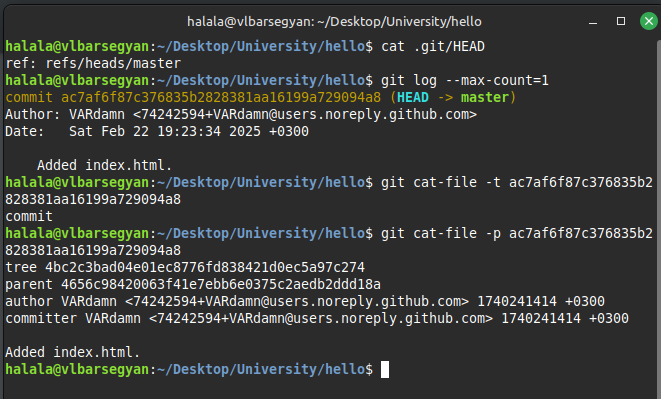 halala@vlbarsegyan: ~/Desktop/University/hello
halala@vlbarsegyan:~/Desktop/University/hello$ cat .git/HEAD
ref: refs/heads/master
halala@vlbarsegyan:~/Desktop/University/hello$ git log --max-count=1
commit ac7af6f87c376835b2828381aa16199a729094a8 (HEAD -> master)
Author: VARdamn <74242594+VARdamn@users.noreply.github.com>
Date:   Sat Feb 22 19:23:34 2025 +0300

    Added index.html.
halala@vlbarsegyan:~/Desktop/University/hello$ git cat-file -t ac7af6f87c376835b2
828381aa16199a729094a8
commit
halala@vlbarsegyan:~/Desktop/University/hello$ git cat-file -p ac7af6f87c376835b2
828381aa16199a729094a8
tree 4bc2c3bad04e01ec8776fd838421d0ec5a97c274
parent 4656c98420063f41e7ebb6e0375c2aedb2ddd18a
author VARdamn <74242594+VARdamn@users.noreply.github.com> 1740241414 +0300
committer VARdamn <74242594+VARdamn@users.noreply.github.com> 1740241414 +0300

Added index.html.
halala@vlbarsegyan:~/Desktop/University/hello$